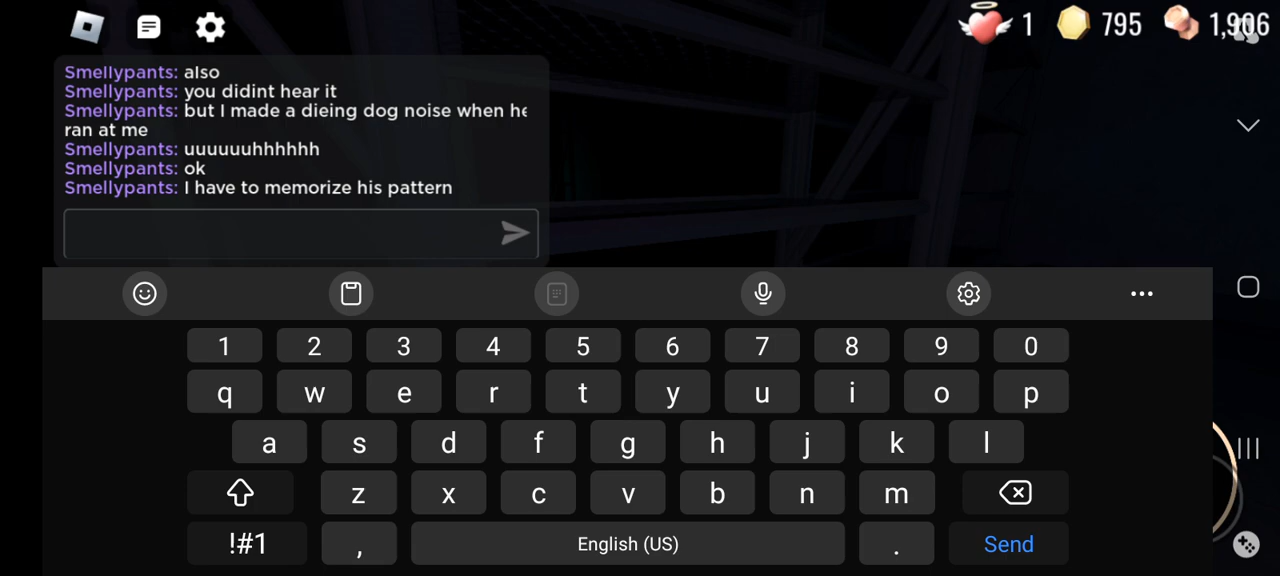 1 795 1,906
Smellypants: also
Smellypants: you didint hear it
Smellypants: but I made a dieing dog noise when he
ran at me
Smellypants: uuuuuuhhhhhh
Smellypants: ok
Smellypants: I have to memorize his pattern
1 2 3 4 5 6 7 8 9 0
q w e r t y u i o p
a s d f g h j k l
z x c v b n m
!#1 , English (US) . Send